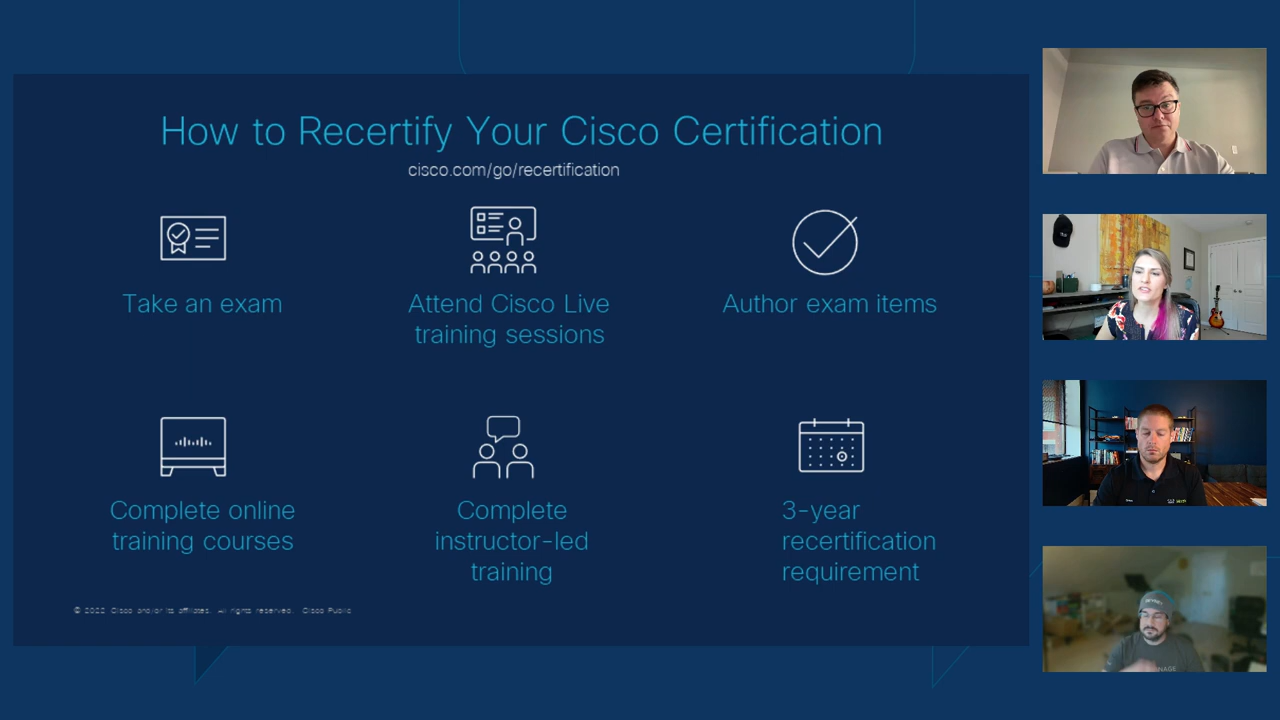 How to Recertify Your Cisco Certification
cisco.com/go/recertification
Take an exam
Attend Cisco Live
training sessions
Author exam items
Complete online
training courses
Complete
instructor-led
training
3-year
recertification
requirement
© 2022 Cisco and/or its affiliates. All rights reserved. Cisco Public